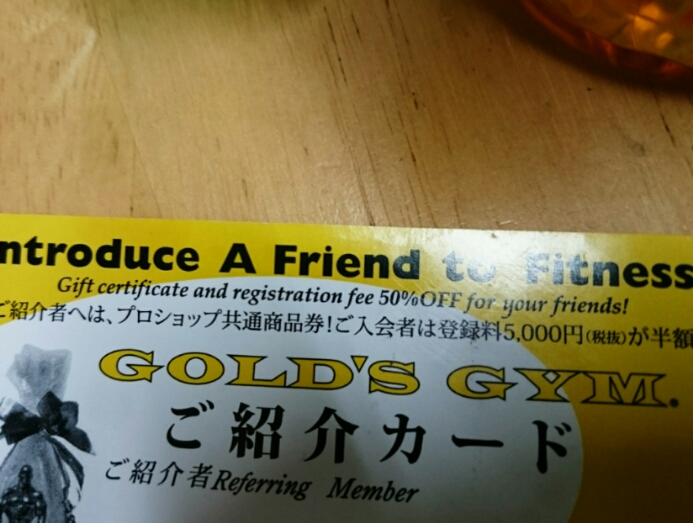 ntroduce A Friend to Fitness
Gift certificate and registration fee 50%OFF for your friends!
ご紹介者へは、プロショップ共通商品券!ご入会者は登録料5,000円(税抜)が半額
GOLD'S GYM.
ご紹介カード
ご紹介者Referring Member